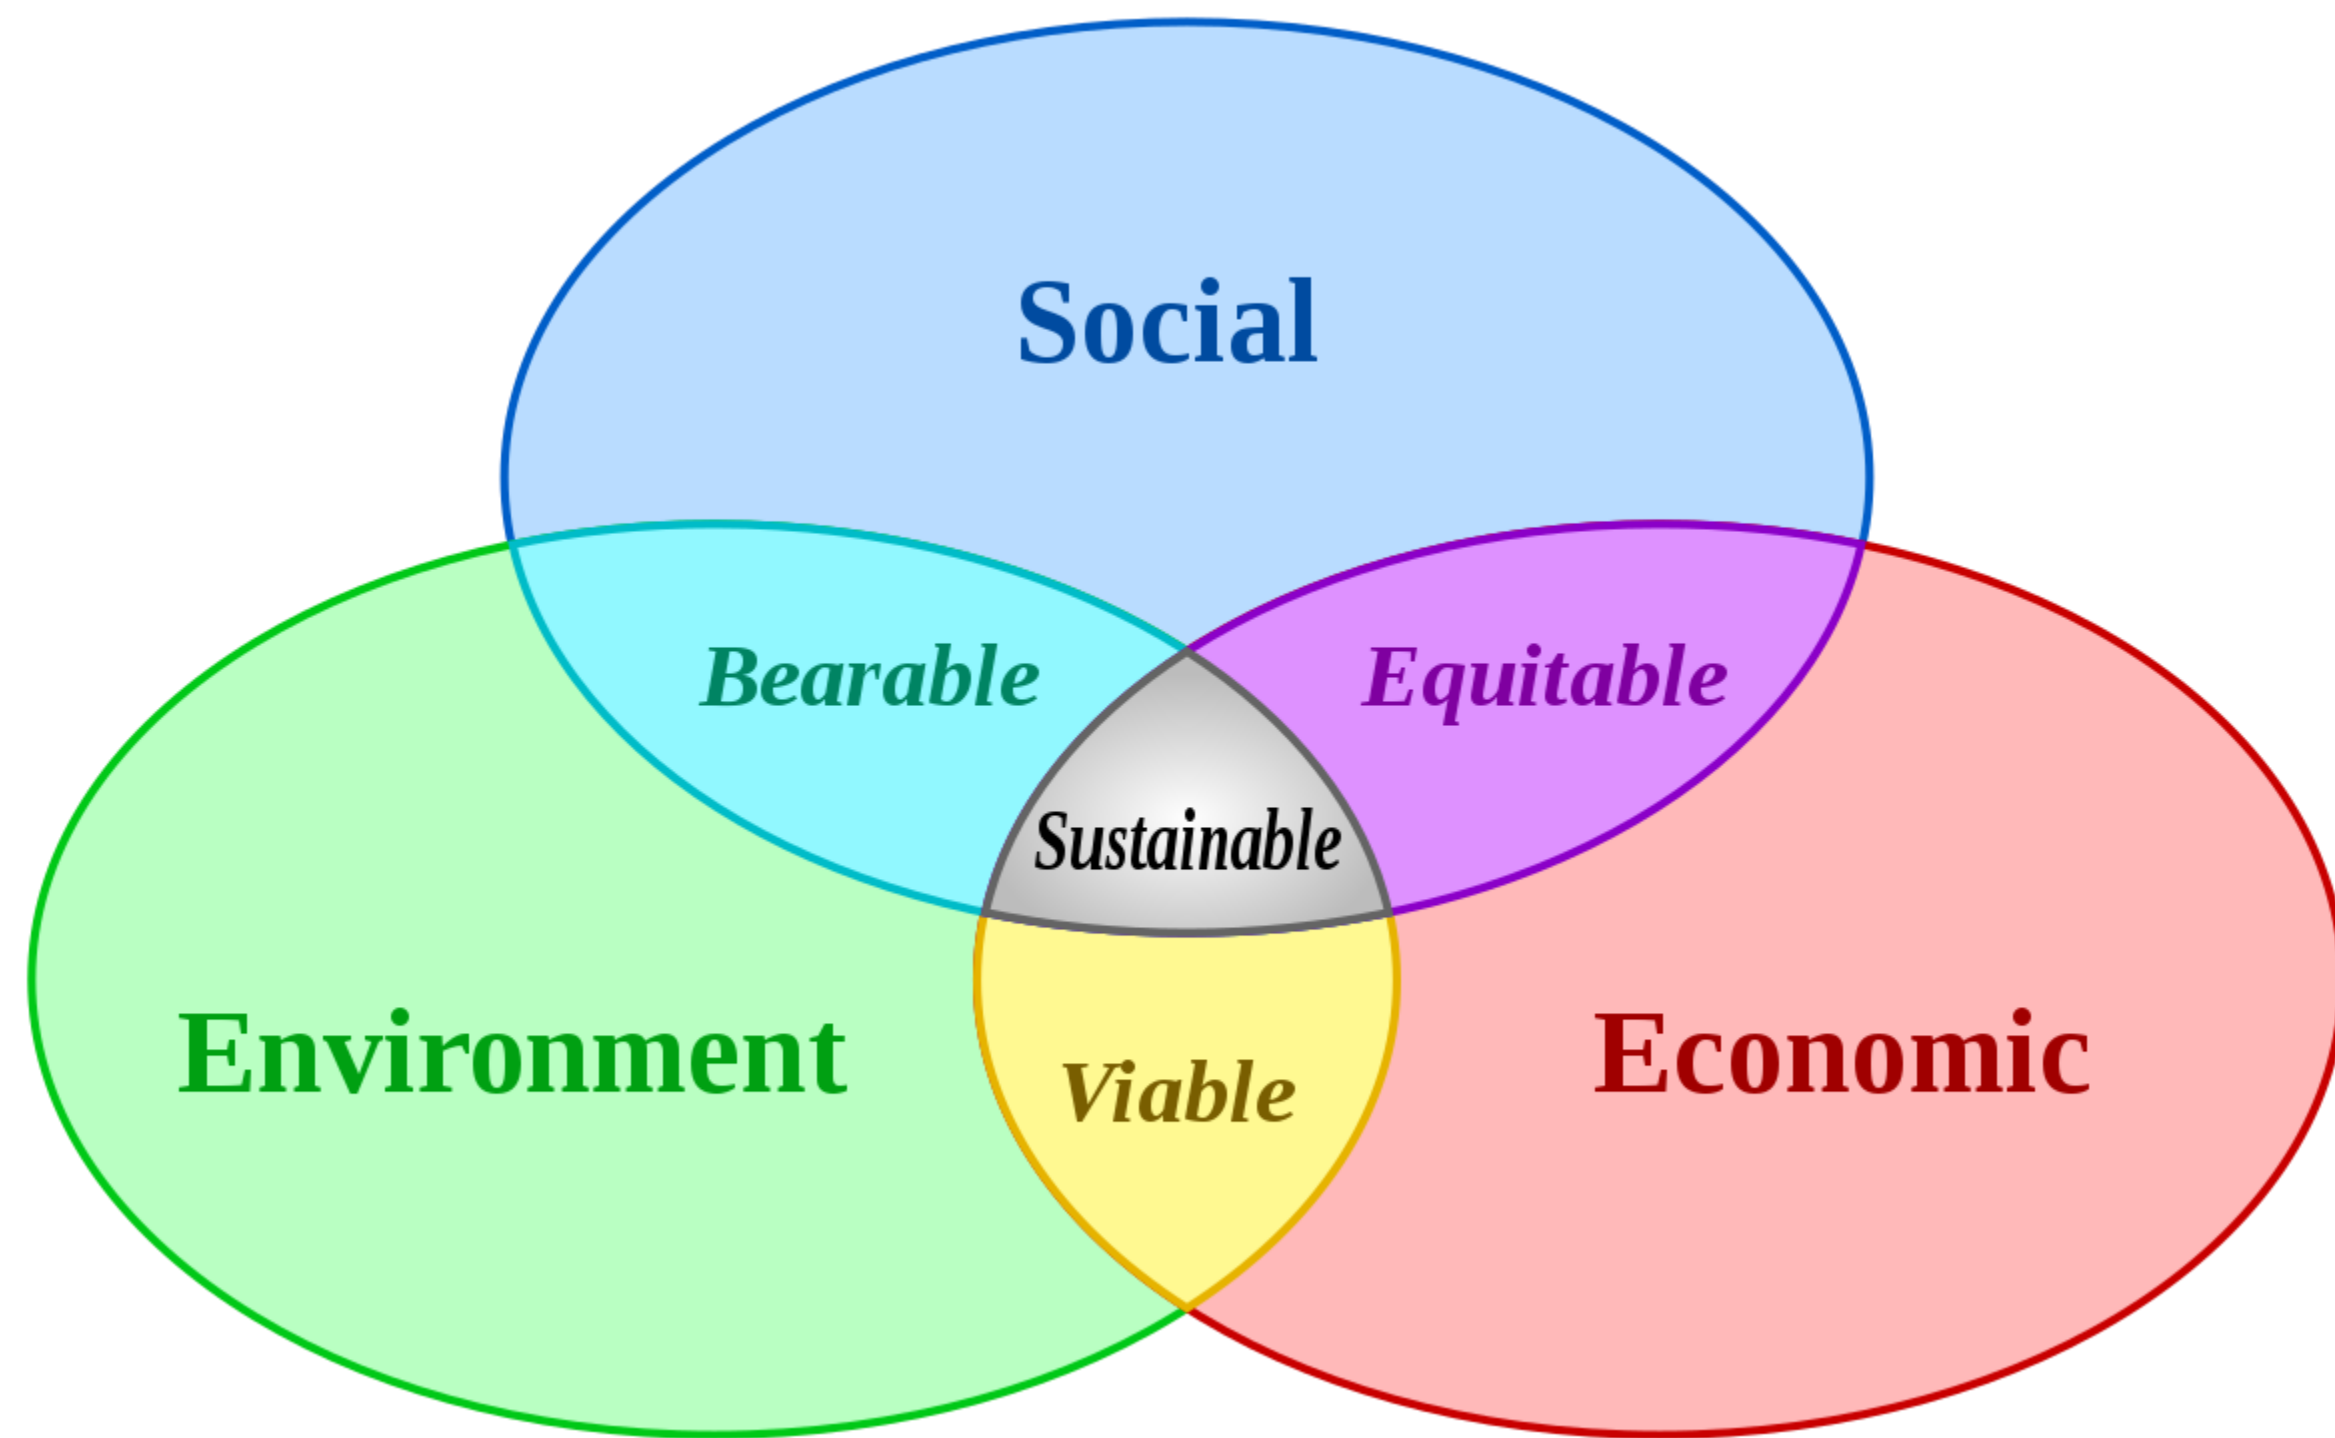 Social
Bearable
Equitable
Sustainable
Environment
Economic
Viable